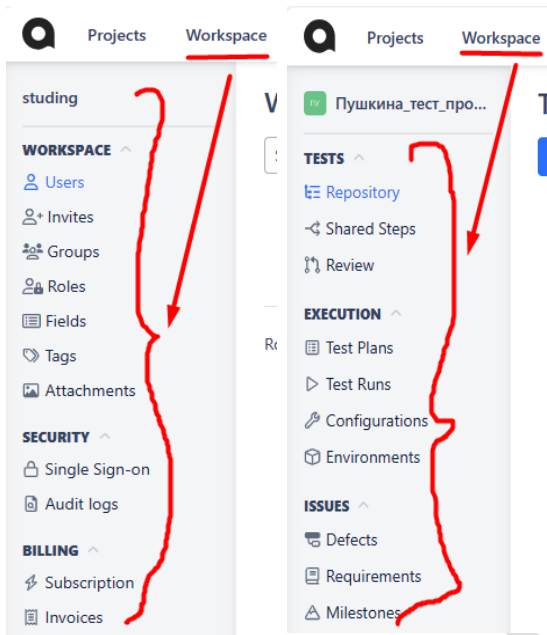 Projects Workspace
studing
WORKSPACE
Users
Invites
Groups
Roles
Fields
Tags
Attachments
SECURITY
Single Sign-on
Audit logs
BILLING
Subscription
Invoices
Projects Workspace
Пушкина_тест_про...
TESTS
Repository
Shared Steps
Review
EXECUTION
Test Plans
Test Runs
Configurations
Environments
ISSUES
Defects
Requirements
Milestones